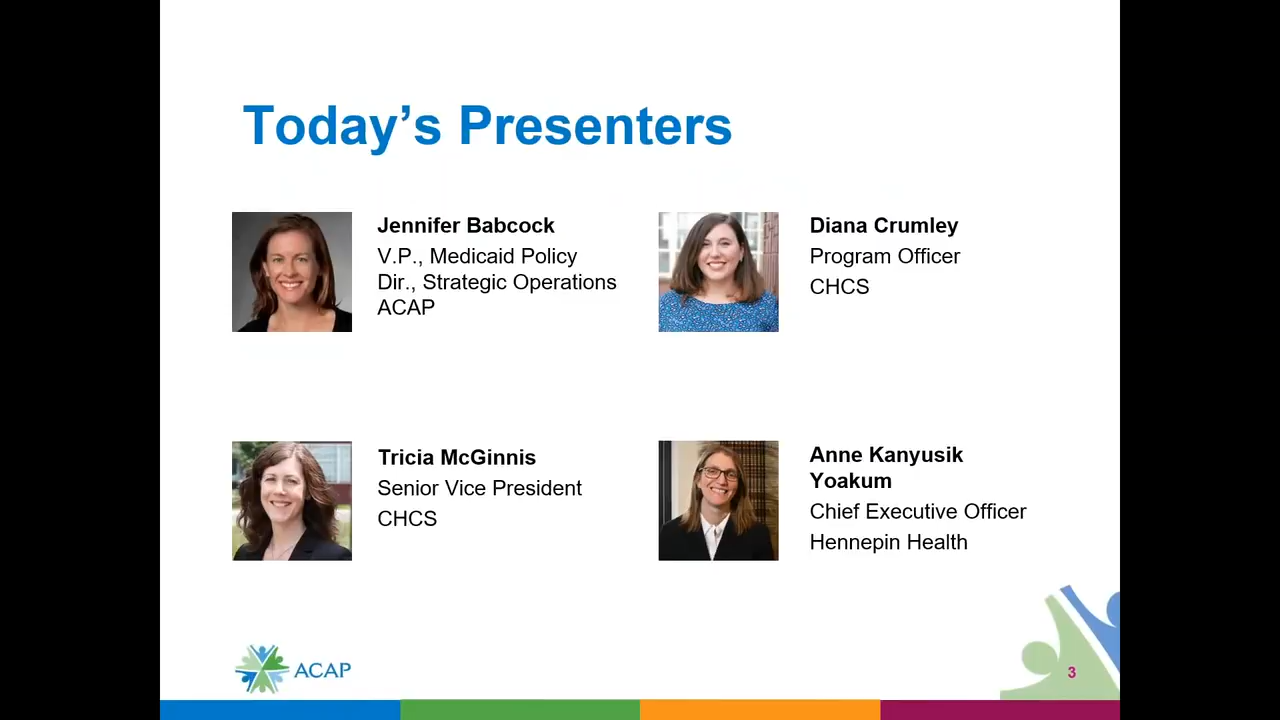 Today's Presenters
Jennifer Babcock
V.P., Medicaid Policy
Dir., Strategic Operations
ACAP
Diana Crumley
Program Officer
CHCS
Tricia McGinnis
Senior Vice President
CHCS
Anne Kanyusik
Yoakum
Chief Executive Officer
Hennepin Health
ACAP
3